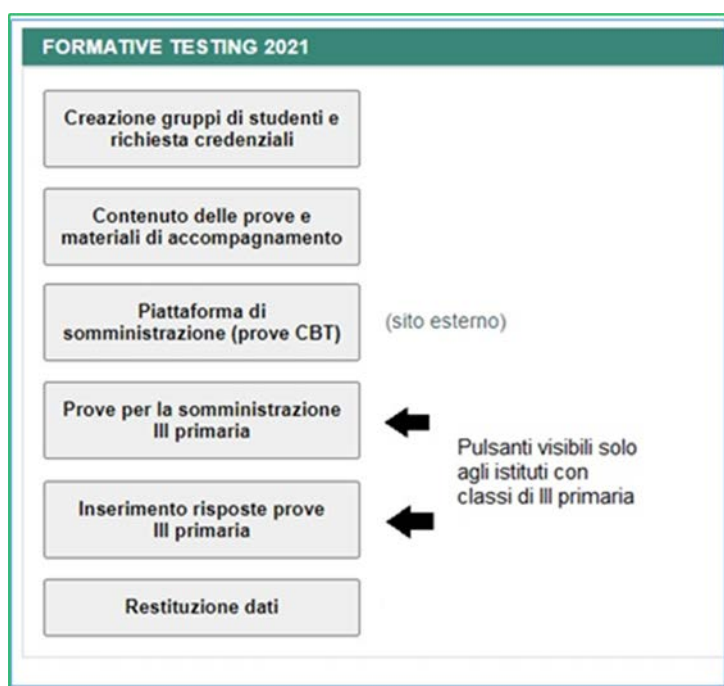 FORMATIVE TESTING 2021
Creazione gruppi di studenti e
richiesta credenziali
Contenuto delle prove e
materiali di accompagnamento
Piattaforma di
somministrazione (prove CBT)
(sito esterno)
Prove per la somministrazione
III primaria
Pulsanti visibili solo
agli istituti con
classi di III primaria
Inserimento risposte prove
III primaria
Restituzione dati